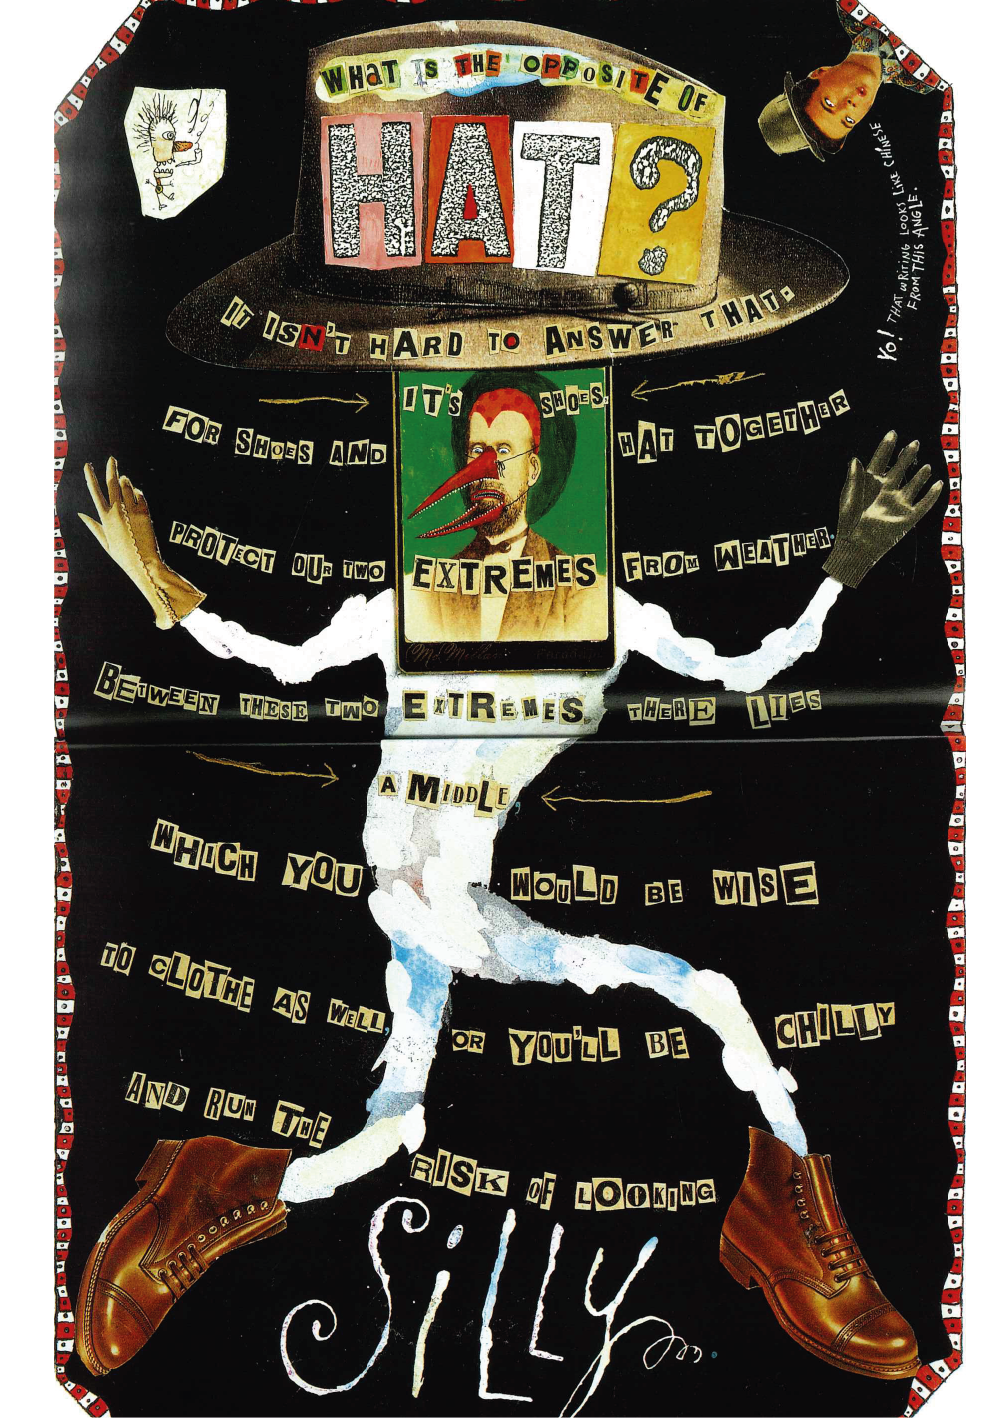 WHAT IS THE OPPOSITE OF
HAT?
IT ISN'T HARD TO ANSWER THAT.
IT'S SHOES,
FOR SHOES AND HAT TOGETHER
PROTECT OUR TWO EXTREMES FROM WEATHER.
BETWEEN THESE TWO EXTREMES THERE LIES
A MIDDLE,
WHICH YOU WOULD BE WISE
TO CLOTHE AS WELL, OR YOU'LL BE CHILLY
AND RUN THE
RISK OF LOOKING
SiLLY.
Yo! THAT WRITING LOOKS LIKE CHINESE
FROM THIS ANGLE.